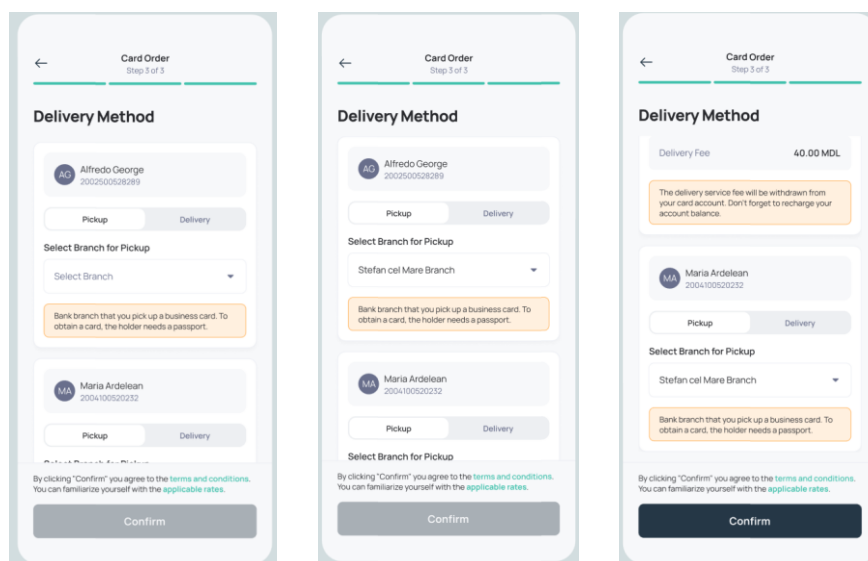 Card Order
Step 3 of 3
Delivery Method
AG
Alfredo George
2002500528289
Pickup
Delivery
Select Branch for Pickup
Select Branch
Bank branch that you pick up a business card. To
obtain a card, the holder needs a passport.
MA
Maria Ardelean
2004100520232
Pickup
Delivery
Select Branch for Pickup
By clicking "Confirm" you agree to the terms and conditions.
You can familiarize yourself with the applicable rates.
Confirm
Card Order
Step 3 of 3
Delivery Method
AG
Alfredo George
2002500528289
Pickup
Delivery
Select Branch for Pickup
Stefan cel Mare Branch
Bank branch that you pick up a business card. To
obtain a card, the holder needs a passport.
MA
Maria Ardelean
2004100520232
Pickup
Delivery
Select Branch for Pickup
By clicking "Confirm" you agree to the terms and conditions.
You can familiarize yourself with the applicable rates.
Confirm
Card Order
Step 3 of 3
Delivery Method
Delivery Fee
40.00 MDL
The delivery service fee will be withdrawn from
your card account. Don't forget to recharge your
account balance.
MA
Maria Ardelean
2004100520232
Pickup
Delivery
Select Branch for Pickup
Stefan cel Mare Branch
Bank branch that you pick up a business card. To
obtain a card, the holder needs a passport.
By clicking "Confirm" you agree to the terms and conditions.
You can familiarize yourself with the applicable rates.
Confirm